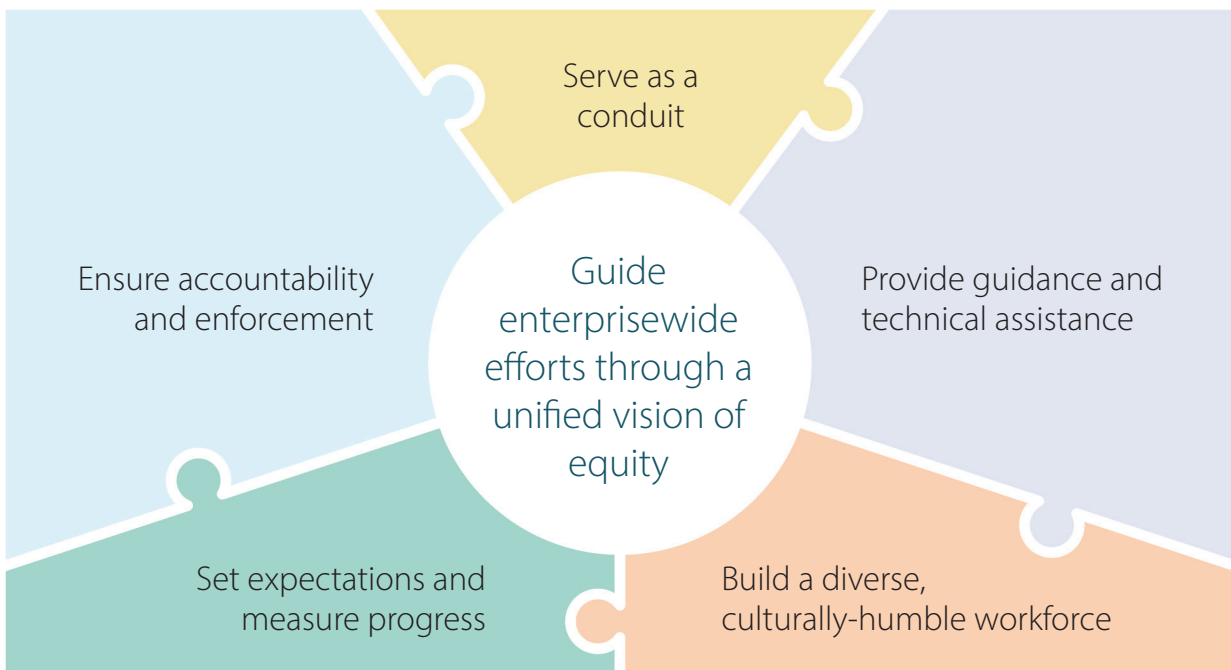 Serve as a
conduit
Ensure accountability
and enforcement
Guide
enterprisewide
efforts through a
unified vision of
equity
Provide guidance and
technical assistance
Set expectations and
measure progress
Build a diverse,
culturally-humble workforce